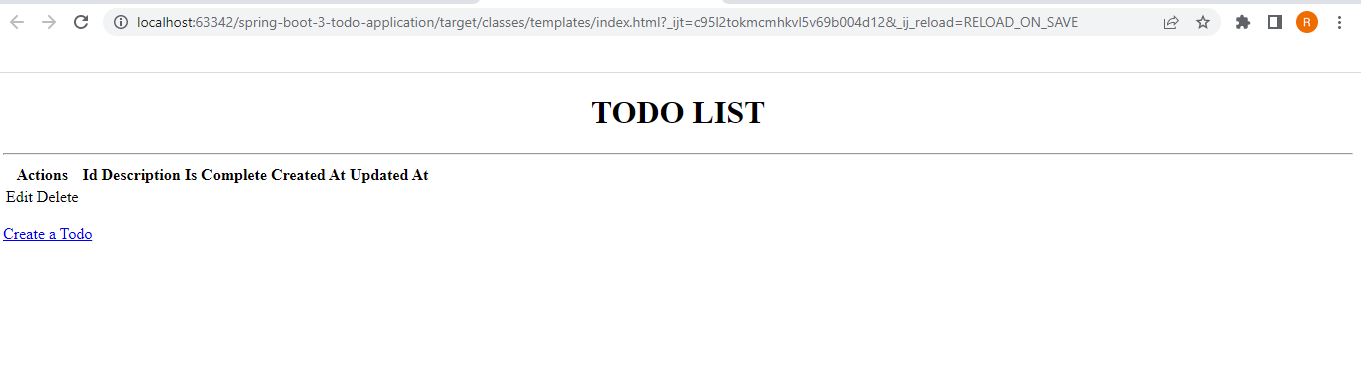 localhost:63342/spring-boot-3-todo-application/target/classes/templates/index.html?_ijt=c95l2tokmcmhkvl5v69b004d12&_ij_reload=RELOAD_ON_SAVE
R
TODO LIST
Actions Id Description Is Complete Created At Updated At
Edit Delete
Create a Todo